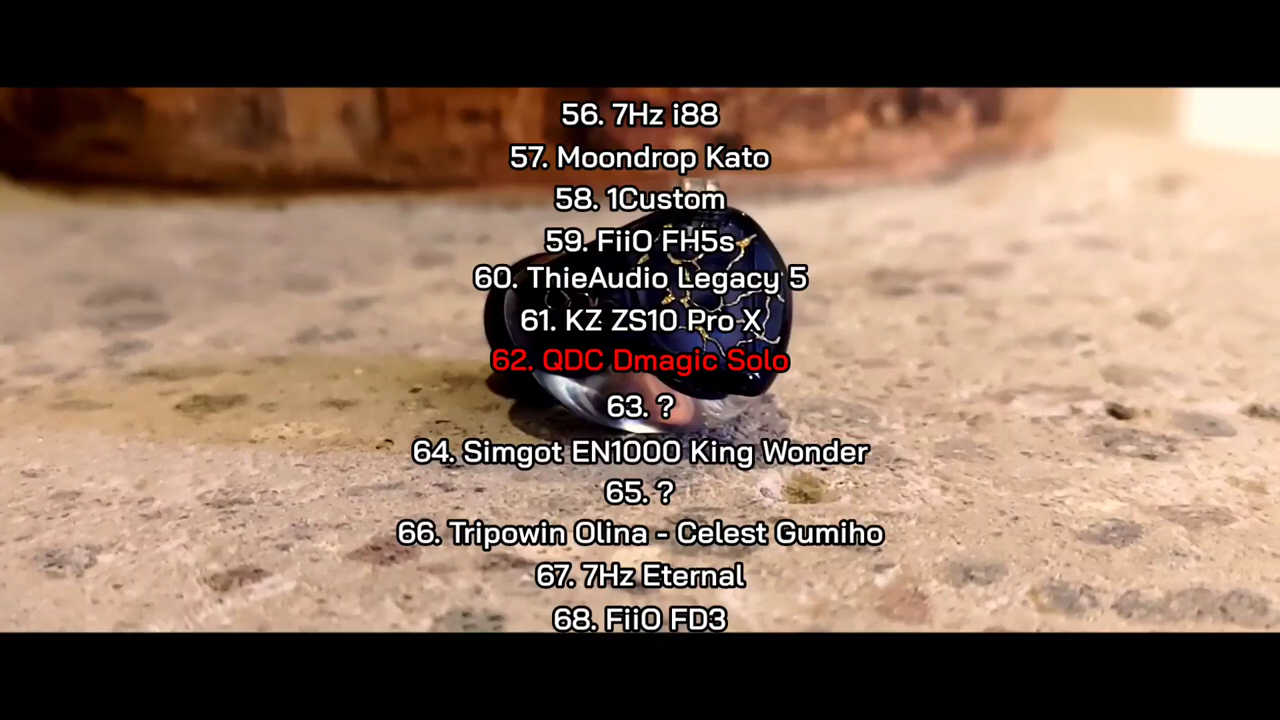 56. 7Hz i88
57. Moondrop Kato
58. 1Custom
59. FiiO FH5s
60. ThieAudio Legacy 5
61. KZ ZS10 Pro X
62. QDC Dmagic Solo
63. ?
64. Simgot EN1000 King Wonder
65. ?
66. Tripowin Olina - Celest Gumiho
67. 7Hz Eternal
68. FiiO FD3